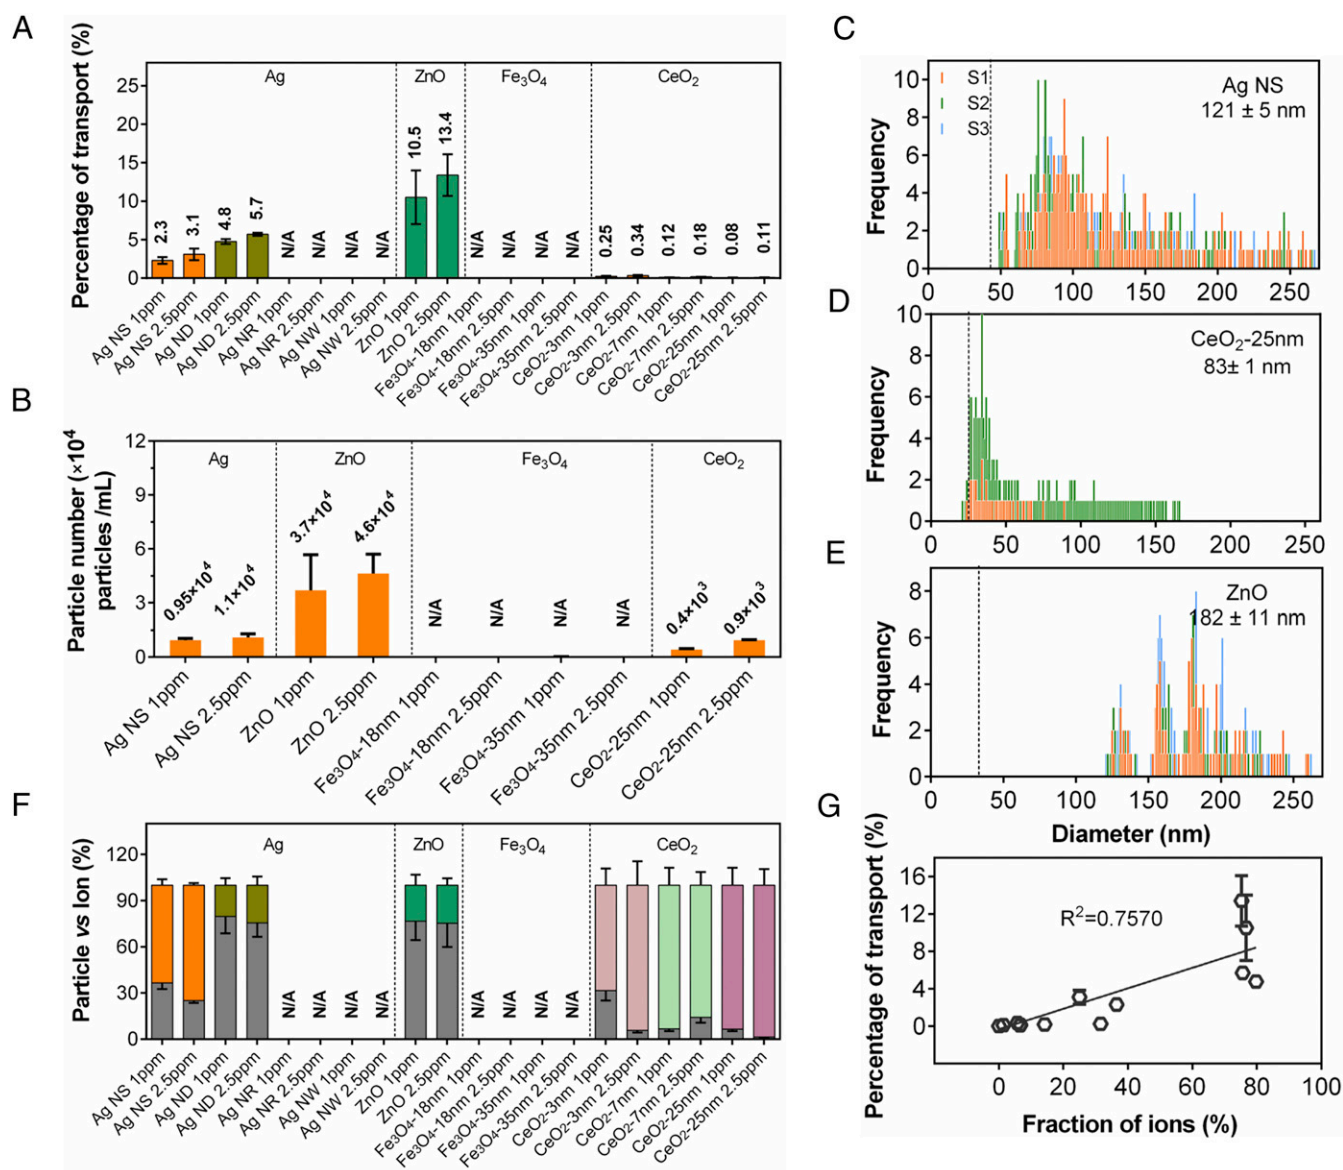 A
Percentage of transport (%)
25
20
15
10
5
0
Ag
ZnO
Fe3O4
CeO2
2.3
3.1
4.8
5.7
N/A
N/A
N/A
N/A
10.5
13.4
N/A
N/A
N/A
N/A
0.25
0.34
0.12
0.18
0.08
0.11
Ag NS 1ppm
Ag NS 2.5ppm
Ag ND 1ppm
Ag ND 2.5ppm
Ag NR 1ppm
Ag NR 2.5ppm
Ag NW 1ppm
Ag NW 2.5ppm
ZnO 1ppm
ZnO 2.5ppm
Fe3O4-18nm 1ppm
Fe3O4-18nm 2.5ppm
Fe3O4-35nm 1ppm
Fe3O4-35nm 2.5ppm
CeO2-3nm 1ppm
CeO2-3nm 2.5ppm
CeO2-7nm 1ppm
CeO2-7nm 2.5ppm
CeO2-25nm 1ppm
CeO2-25nm 2.5ppm
B
Particle number (×10⁴
particles /mL)
12
9
6
3
0
Ag
ZnO
Fe3O4
CeO2
0.95×10⁴
1.1×10⁴
3.7×10⁴
4.6×10⁴
N/A
N/A
N/A
N/A
0.4×10³
0.9×10³
Ag NS 1ppm
Ag NS 2.5ppm
ZnO 1ppm
ZnO 2.5ppm
Fe3O4-18nm 1ppm
Fe3O4-18nm 2.5ppm
Fe3O4-35nm 1ppm
Fe3O4-35nm 2.5ppm
CeO2-25nm 1ppm
CeO2-25nm 2.5ppm
C
Frequency
10
8
6
4
2
0
S1
S2
S3
Ag NS
121 ± 5 nm
0 50 100 150 200 250
D
Frequency
10
8
6
4
2
0
CeO2-25nm
83± 1 nm
0 50 100 150 200 250
E
Frequency
8
6
4
2
0
ZnO
182 ± 11 nm
0 50 100 150 200 250
Diameter (nm)
F
Particle vs Ion (%)
120
90
60
30
0
Ag
ZnO
Fe3O4
CeO2
N/A
N/A
N/A
N/A
N/A
N/A
N/A
N/A
Ag NS 1ppm
Ag NS 2.5ppm
Ag ND 1ppm
Ag ND 2.5ppm
Ag NR 1ppm
Ag NR 2.5ppm
Ag NW 1ppm
Ag NW 2.5ppm
ZnO 1ppm
ZnO 2.5ppm
Fe3O4-18nm 1ppm
Fe3O4-18nm 2.5ppm
Fe3O4-35nm 1ppm
Fe3O4-35nm 2.5ppm
CeO2-3nm 1ppm
CeO2-3nm 2.5ppm
CeO2-7nm 1ppm
CeO2-7nm 2.5ppm
CeO2-25nm 1ppm
CeO2-25nm 2.5ppm
G
Percentage of transport (%)
16
12
8
4
0
R²=0.7570
0 20 40 60 80 100
Fraction of ions (%)